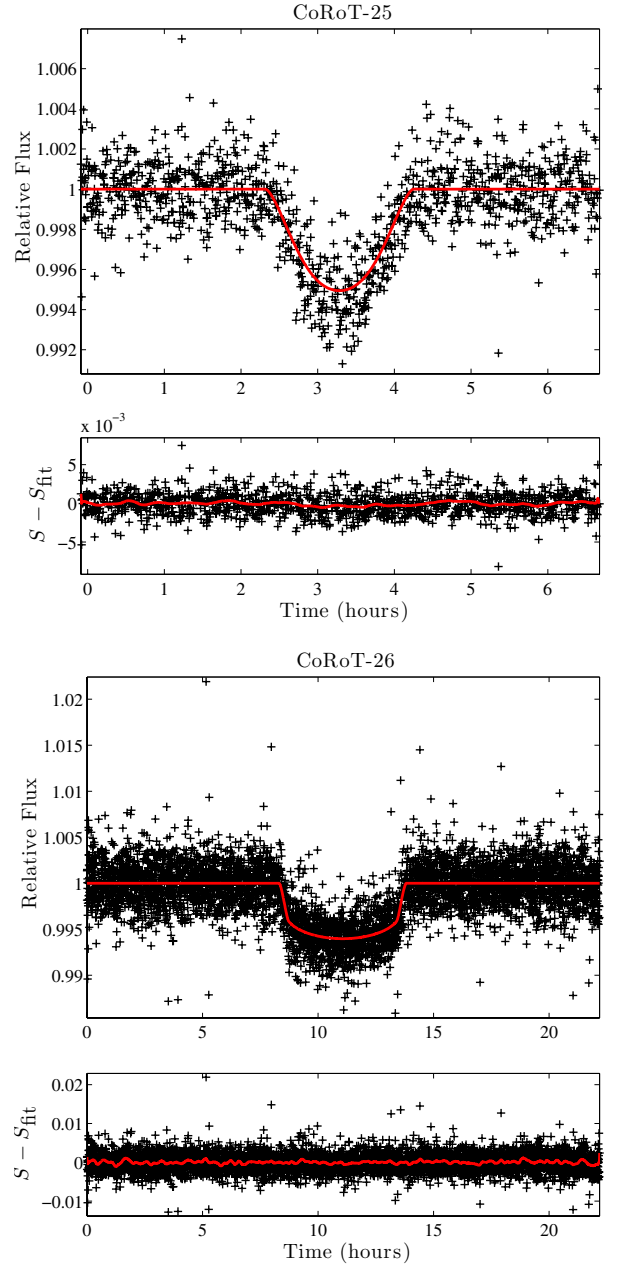 CoRoT-25
Relative Flux
1.006
1.004
1.002
1
0.998
0.996
0.994
0.992
0 1 2 3 4 5 6
x 10⁻³
S − S_fit
5
0
−5
0 1 2 3 4 5 6
Time (hours)
CoRoT-26
Relative Flux
1.02
1.015
1.01
1.005
1
0.995
0.99
0 5 10 15 20
S − S_fit
0.02
0.01
0
−0.01
0 5 10 15 20
Time (hours)